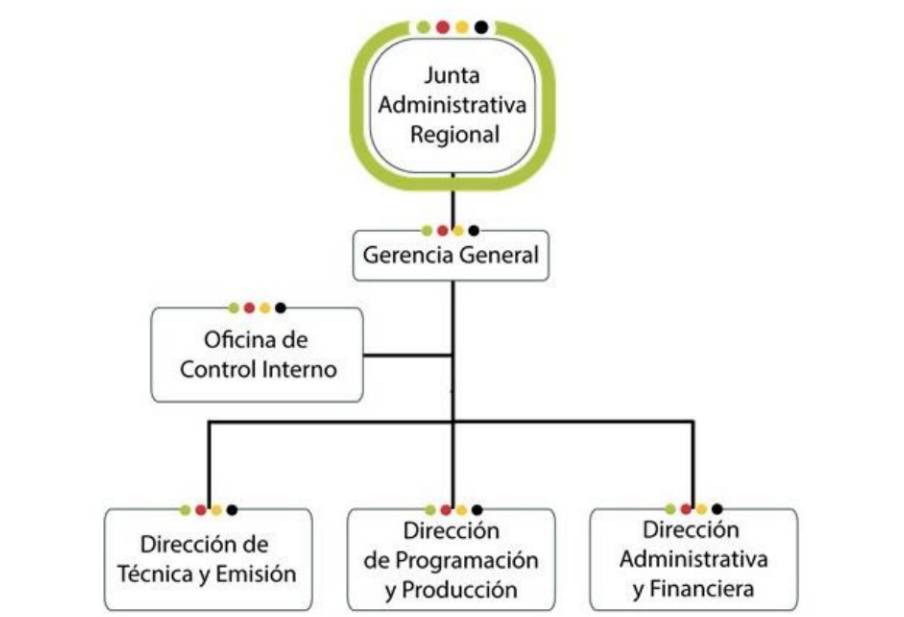 Junta
Administrativa
Regional
Gerencia General
Oficina de
Control Interno
Dirección de
Técnica y Emisión
Dirección
de Programación
y Producción
Dirección
Administrativa
y Financiera